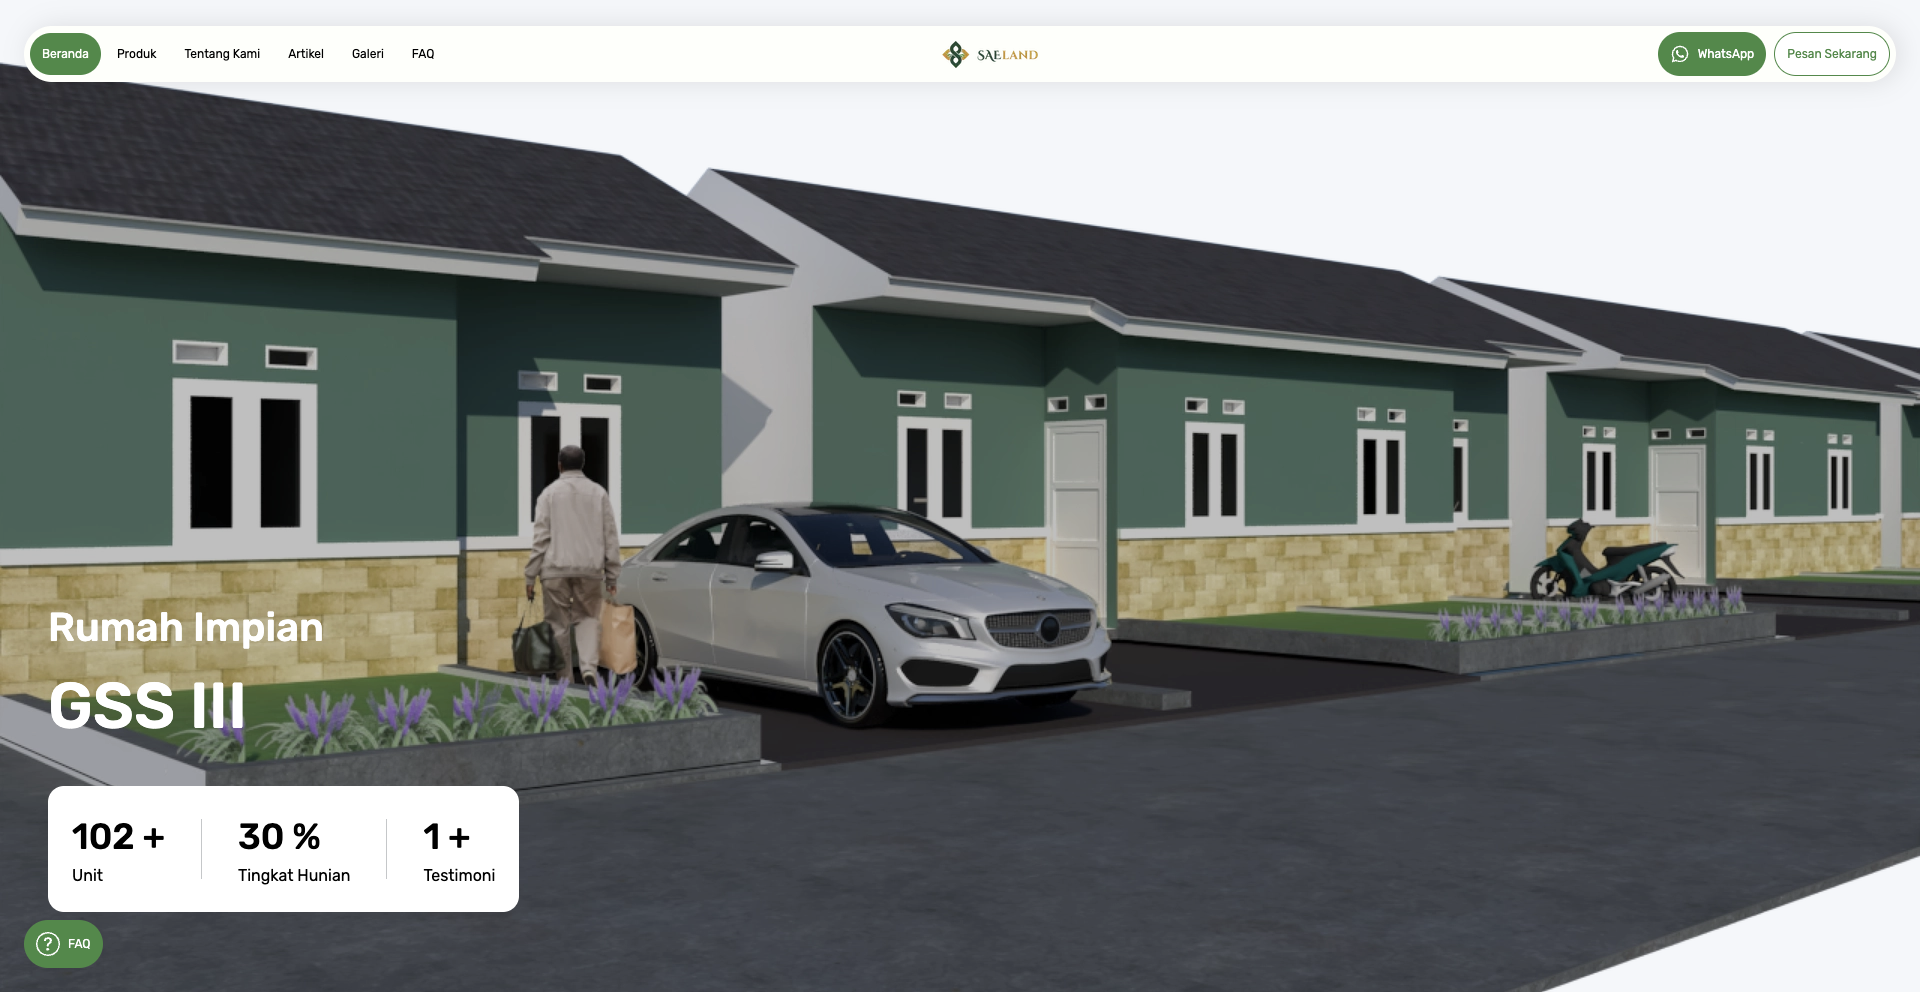 Beranda
Produk
Tentang Kami
Artikel
Galeri
FAQ
SAELAND
WhatsApp
Pesan Sekarang
Rumah Impian
GSS III
102 +
Unit
30 %
Tingkat Hunian
1 +
Testimoni
? FAQ